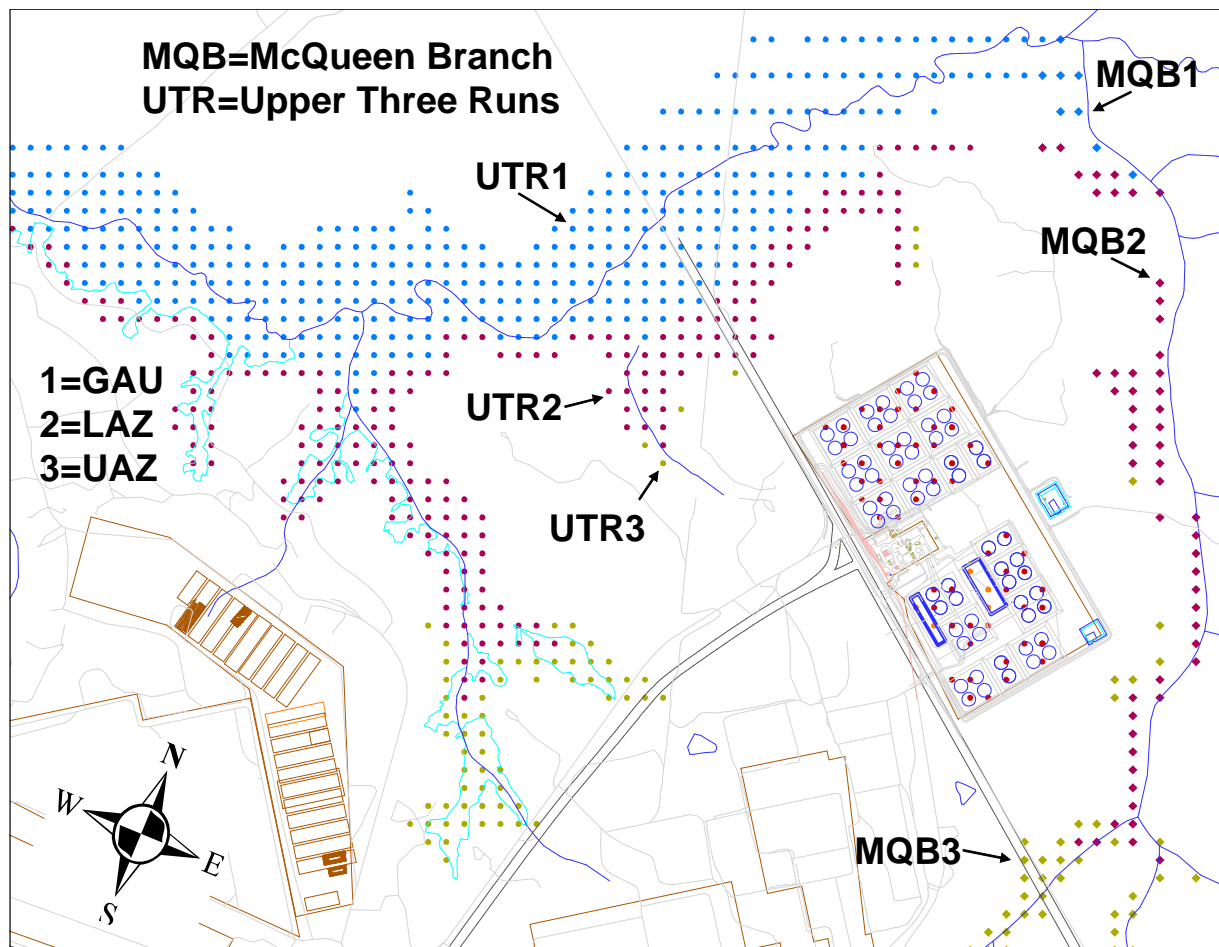 MQB=McQueen Branch
UTR=Upper Three Runs
MQB1
UTR1
MQB2
1=GAU
2=LAZ
3=UAZ
UTR2
UTR3
N
W
E
S
MQB3